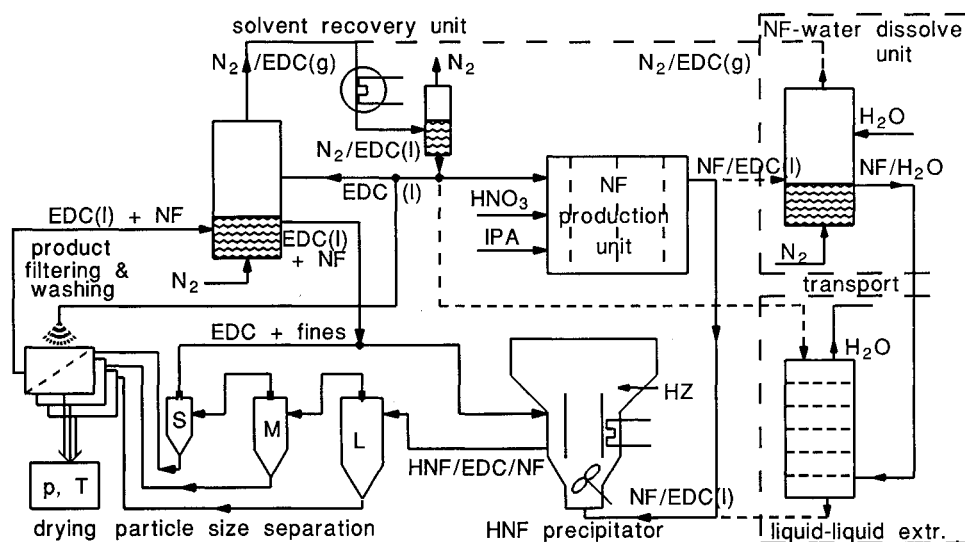 solvent recovery unit
NF-water dissolve
unit
N₂/EDC(g)
N₂
N₂/EDC(g)
H₂O
N₂/EDC(l)
NF/EDC(l)
NF/H₂O
EDC (l)
HNO₃
NF
production
unit
IPA
EDC(l) + NF
EDC(l)
+ NF
product
filtering &
washing
N₂
N₂
transport
EDC + fines
H₂O
HZ
S
M
L
HNF/EDC/NF
NF/EDC(l)
p, T
drying
particle size separation
HNF precipitator
liquid-liquid extr.